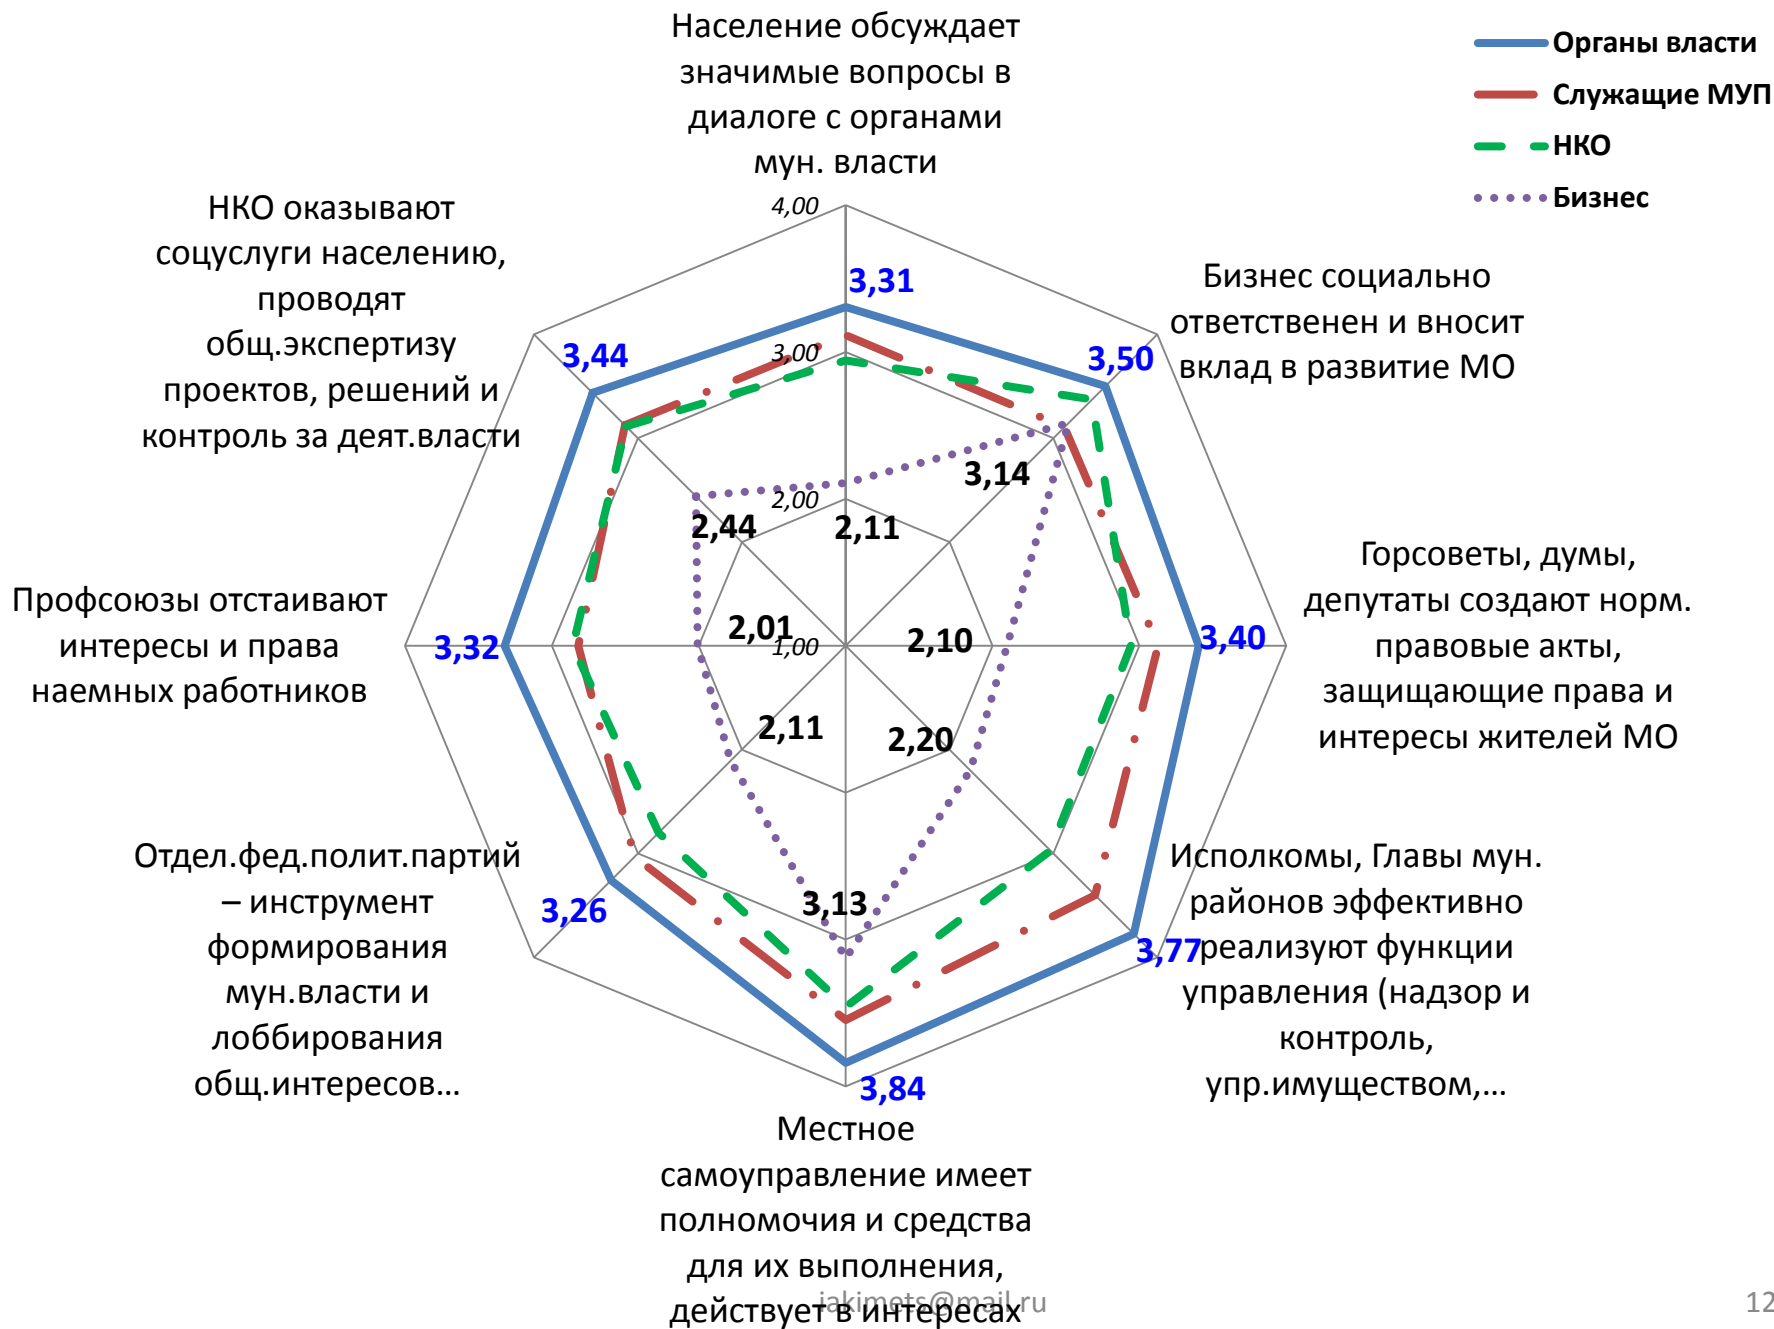 Население обсуждает
значимые вопросы в
диалоге с органами
мун. власти
Органы власти
Служащие МУП
НКО
Бизнес
НКО оказывают
соцуслуги населению,
проводят
общ.экспертизу
проектов, решений и
контроль за деят.власти
Бизнес социально
ответственен и вносит
вклад в развитие МО
4,00
3,00
2,00
1,00
3,31
3,44
3,50
3,14
2,44
2,11
Горсоветы, думы,
депутаты создают норм.
правовые акты,
защищающие права и
интересы жителей МО
Профсоюзы отстаивают
интересы и права
наемных работников
3,32
2,01
2,10
3,40
2,11
2,20
Отдел.фед.полит.партий
– инструмент
формирования
мун.власти и
лоббирования
общ.интересов…
3,26
3,13
Исполкомы, Главы мун.
районов эффективно
реализуют функции
управления (надзор и
контроль,
упр.имуществом,…
3,77
3,84
Местное
самоуправление имеет
полномочия и средства
для их выполнения,
действует в интересах
iakimets@mail.ru
12